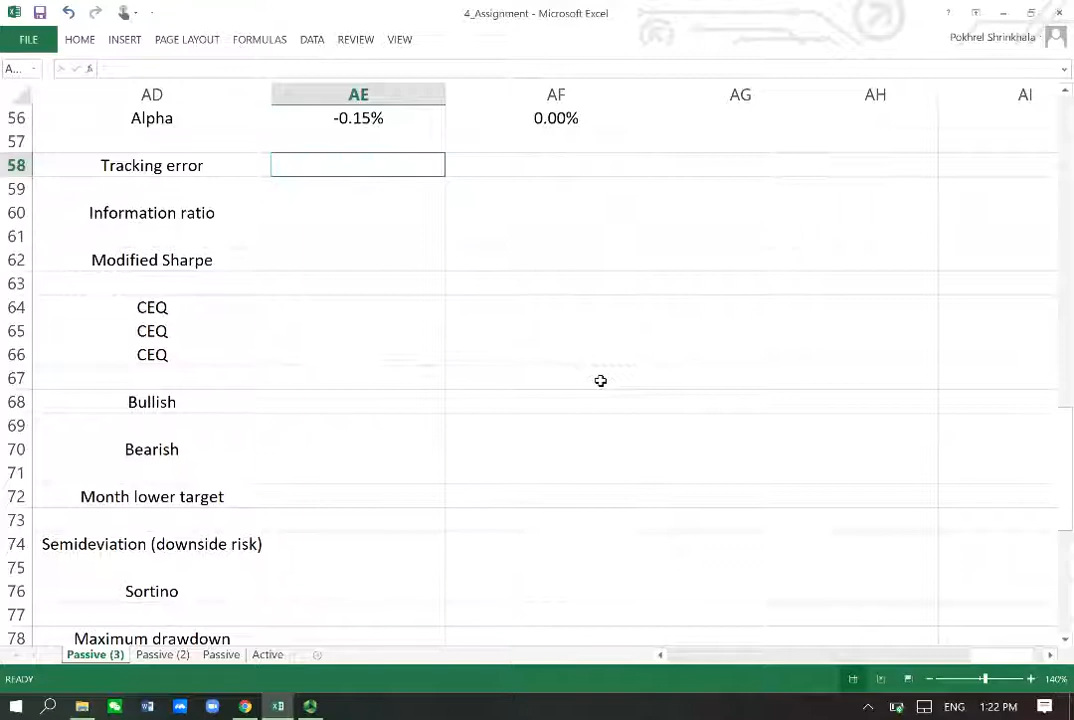 4_Assignment - Microsoft Excel
?
FILE HOME INSERT PAGE LAYOUT FORMULAS DATA REVIEW VIEW
Pokhrel Shrinkhala
A...
fx
AD AE AF AG AH AI
56 Alpha -0.15% 0.00%
57
58 Tracking error
59
60 Information ratio
61
62 Modified Sharpe
63
64 CEQ
65 CEQ
66 CEQ
67
68 Bullish
69
70 Bearish
71
72 Month lower target
73
74 Semideviation (downside risk)
75
76 Sortino
77
78 Maximum drawdown
Passive (3) Passive (2) Passive Active
READY
140%
ENG 1:22 PM